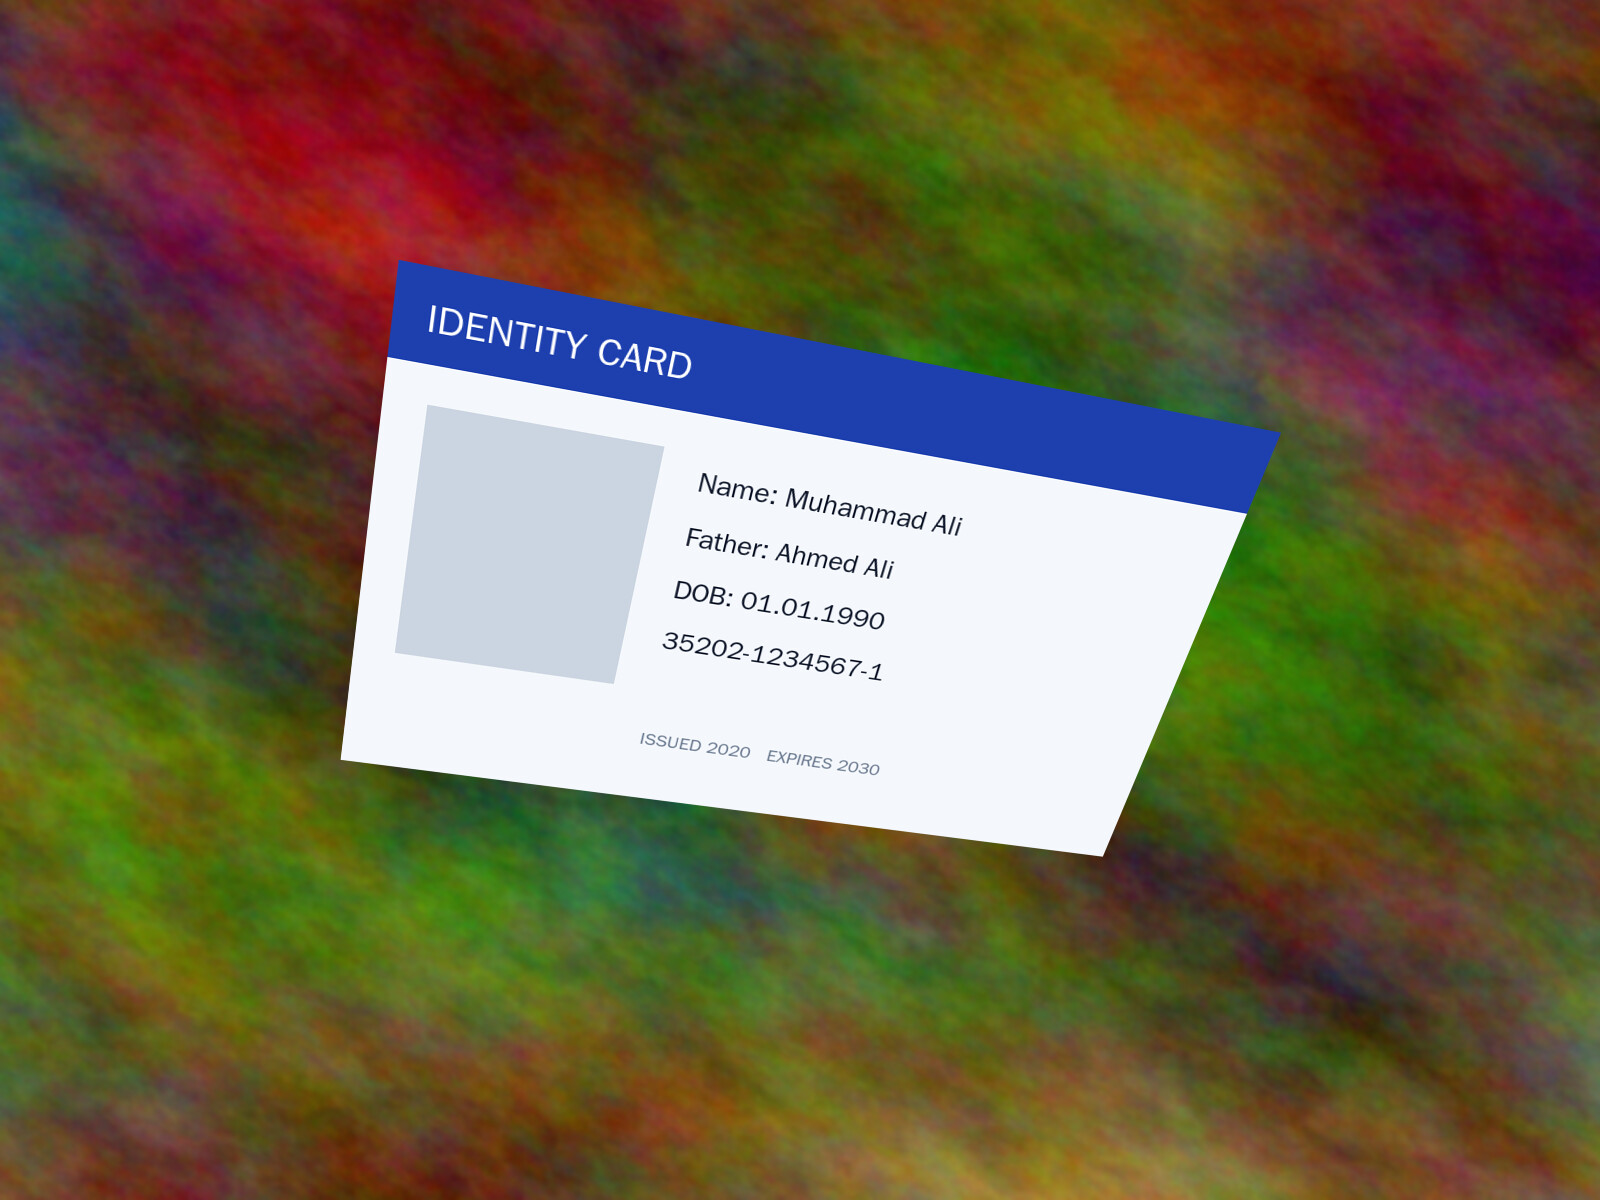 IDENTITY CARD
Name: Muhammad Ali
Father: Ahmed Ali
DOB: 01.01.1990
35202-1234567-1
ISSUED 2020 EXPIRES 2030